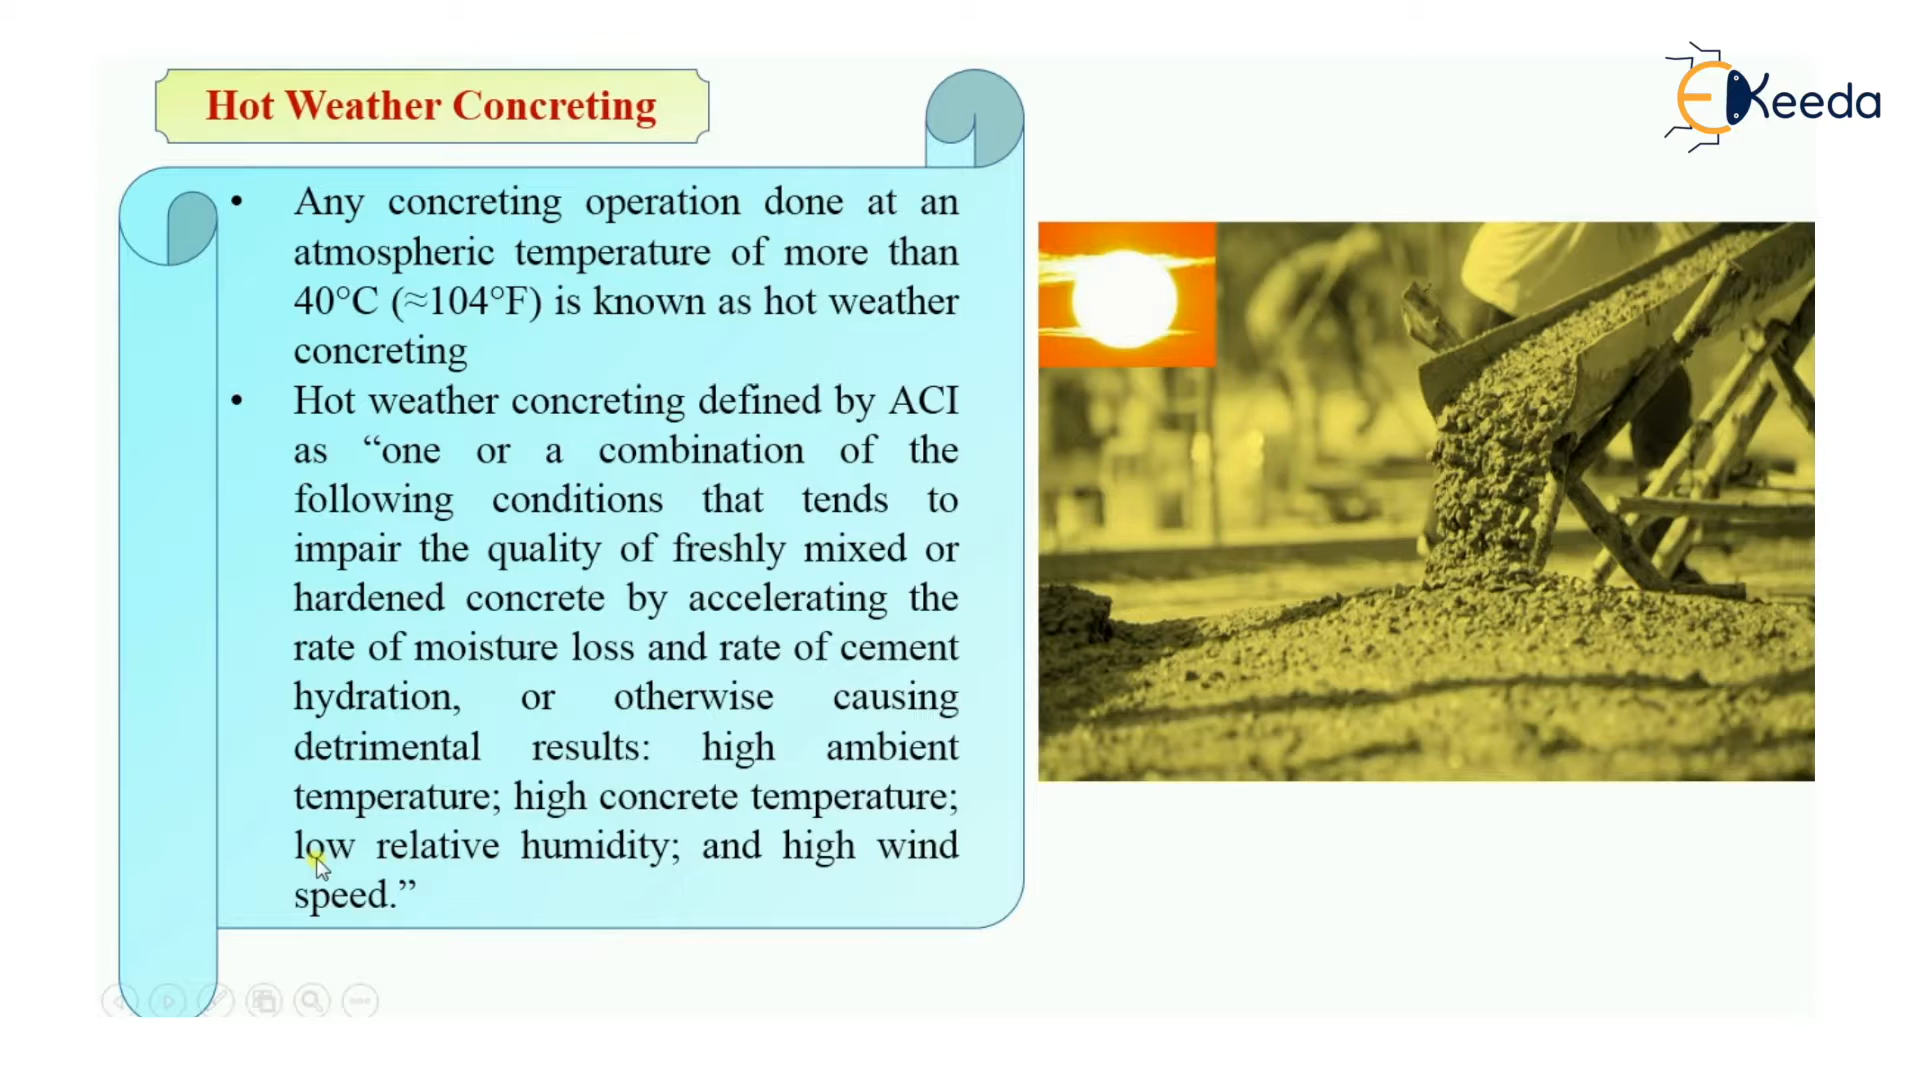 Hot Weather Concreting
EKeeda
• Any concreting operation done at an
atmospheric temperature of more than
40°C (≈104°F) is known as hot weather
concreting
• Hot weather concreting defined by ACI
as “one or a combination of the
following conditions that tends to
impair the quality of freshly mixed or
hardened concrete by accelerating the
rate of moisture loss and rate of cement
hydration, or otherwise causing
detrimental results: high ambient
temperature; high concrete temperature;
low relative humidity; and high wind
speed.”